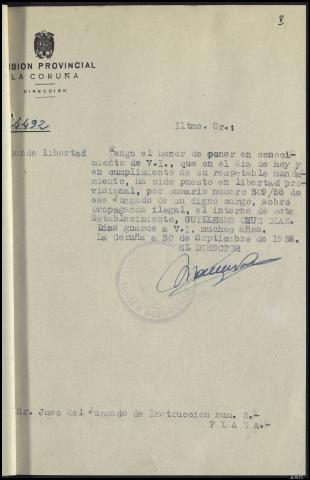 8
ISION PROVINCIAL
LA CORUÑA
DIRECCION
4492
Iltmo. Sr.:
ando libertad
Tengo el honor de poner en conoci-
miento de V.I., que en el dia de hoy y
en cumplimiento de su respetable manda-
miento, ha sido puesto en libertad pro-
visional, por sumario numero 309/58 de
ese Juzgado de su digno cargo, sobre
propaganda ilegal, el interno de este
Establecimiento, GUILLERMO CRUZ DIAZ.
Dios guarde a V.I. muchos años.
La Coruña a 30 de Septiembre de 1958.
EL DIRECTOR
Sr. Juez del Juzgado de Instruccion num. 2.-
P L A Z A.-